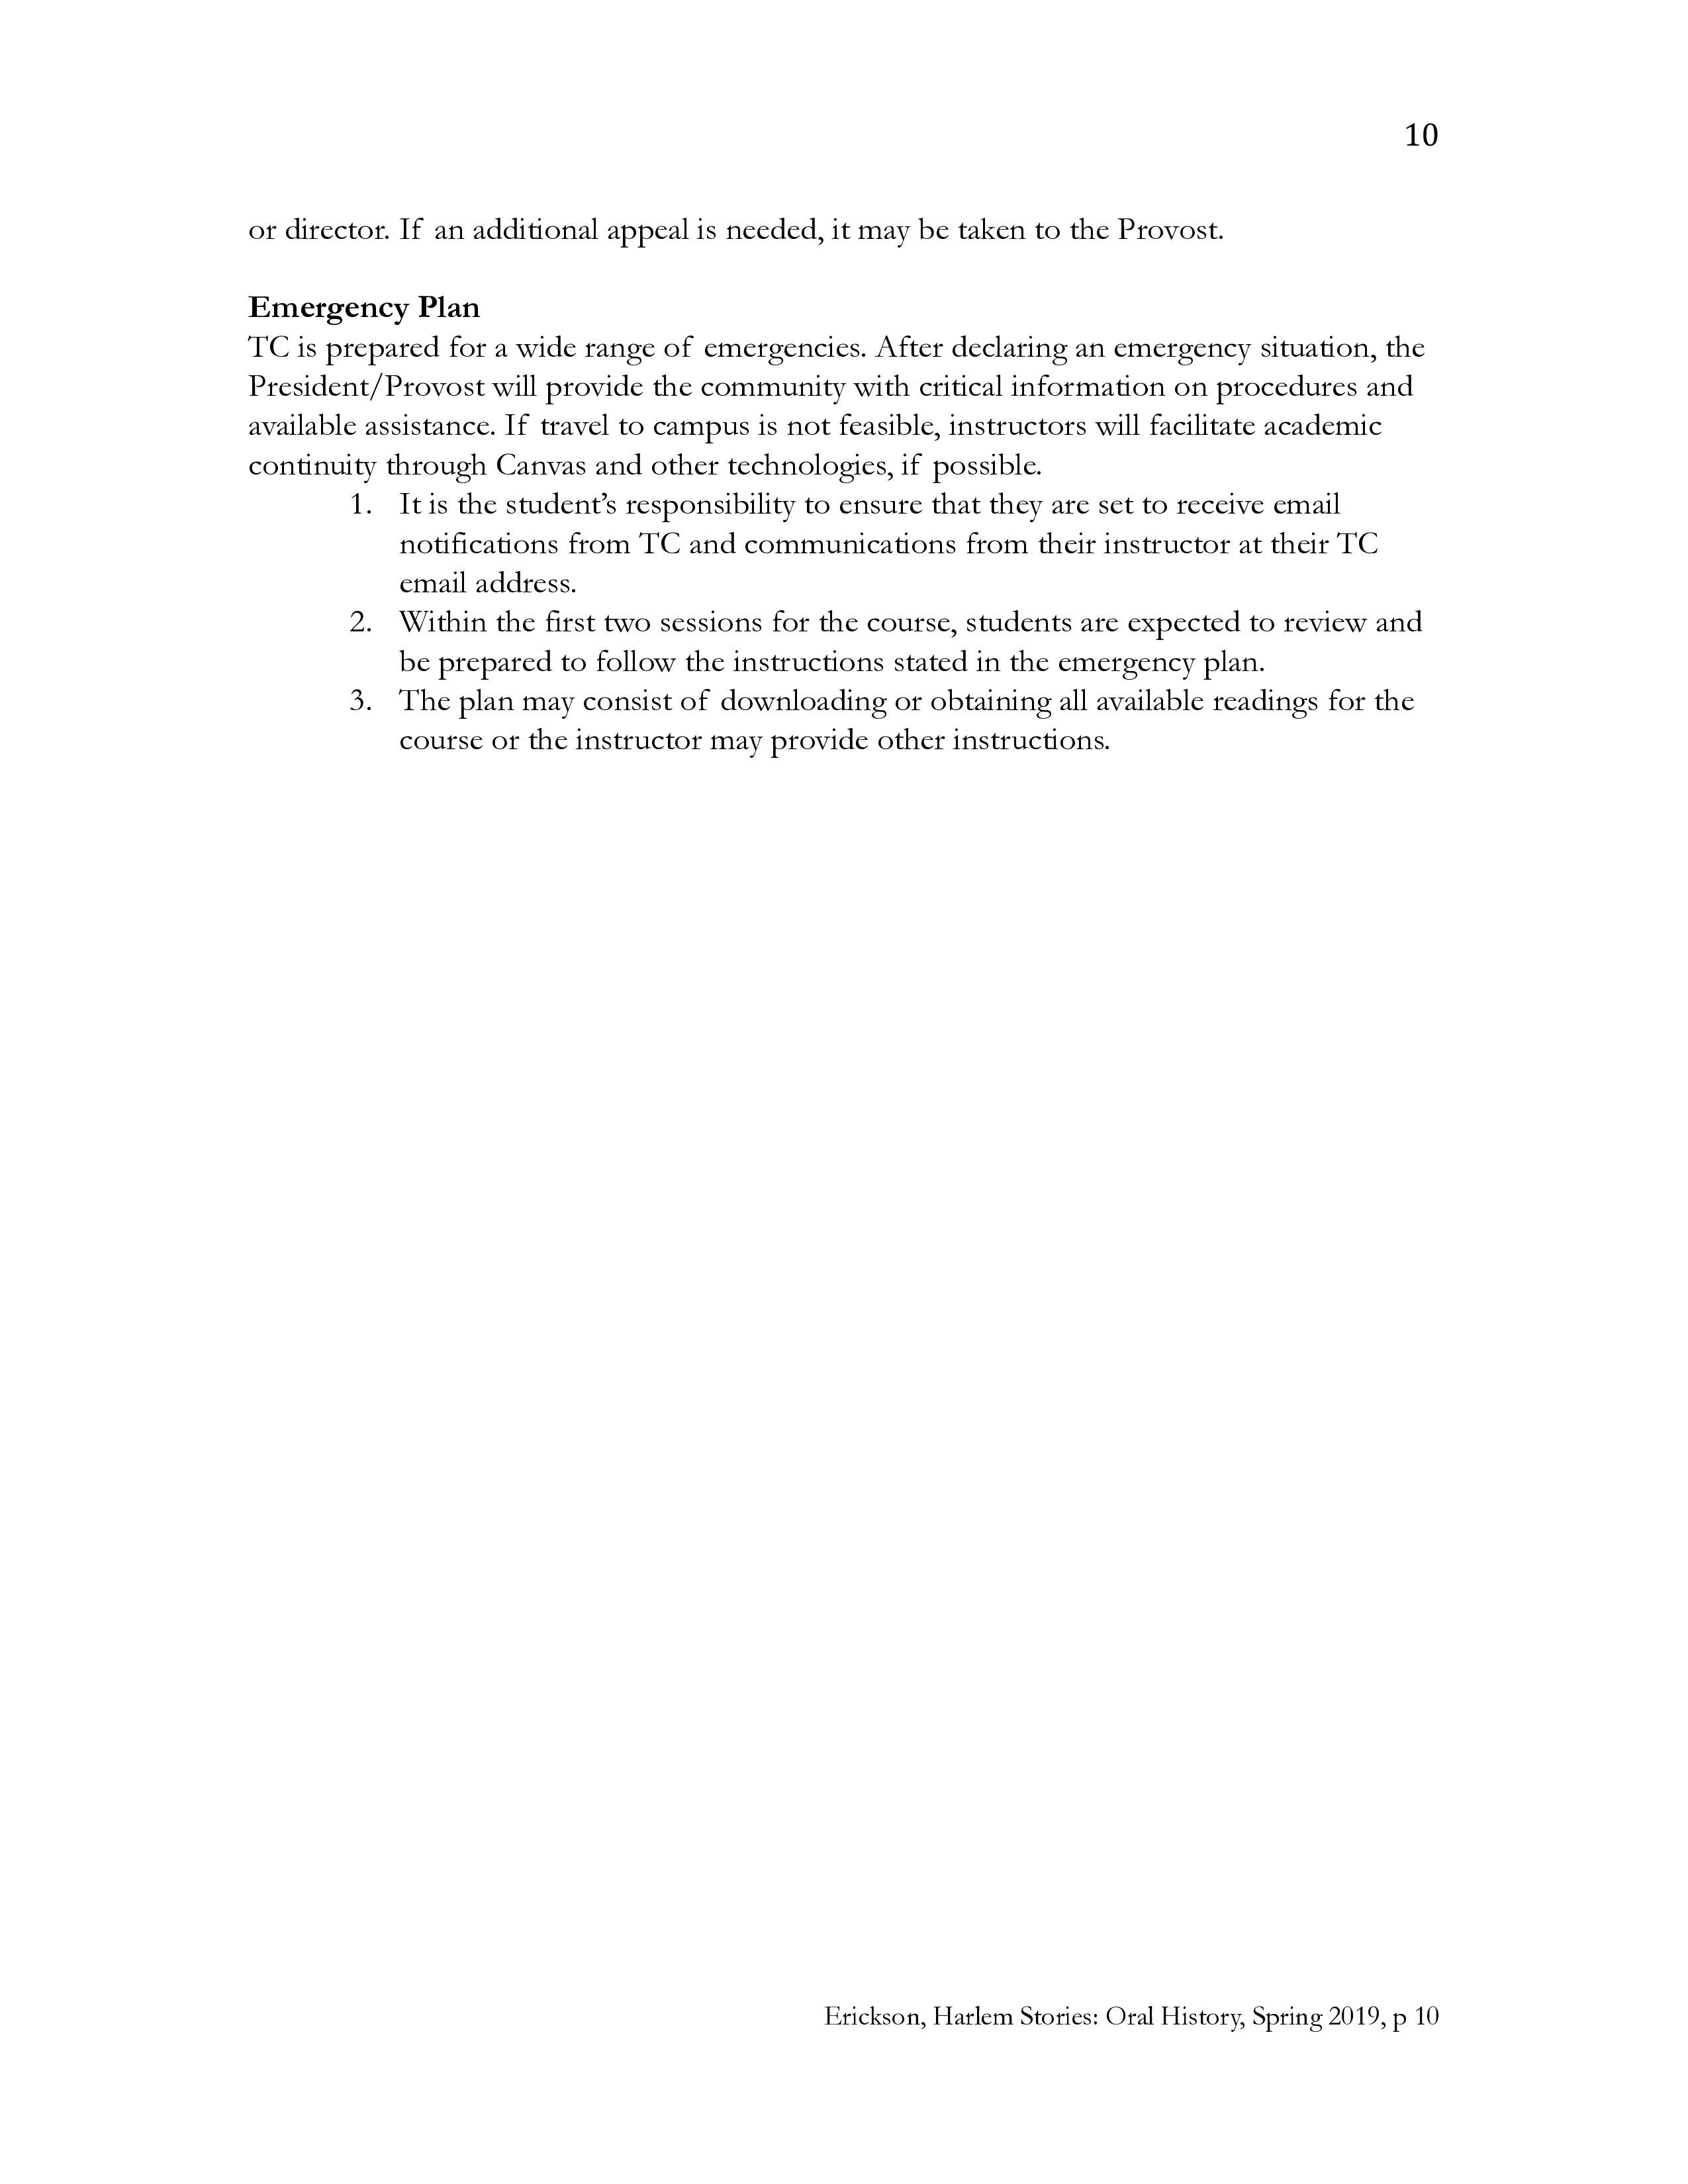 10
or director. If an additional appeal is needed, it may be taken to the Provost.
Emergency Plan
TC is prepared for a wide range of emergencies. After declaring an emergency situation, the
President/Provost will provide the community with critical information on procedures and
available assistance. If travel to campus is not feasible, instructors will facilitate academic
continuity through Canvas and other technologies, if possible.
1. It is the student’s responsibility to ensure that they are set to receive email
notifications from TC and communications from their instructor at their TC
email address.
2. Within the first two sessions for the course, students are expected to review and
be prepared to follow the instructions stated in the emergency plan.
3. The plan may consist of downloading or obtaining all available readings for the
course or the instructor may provide other instructions.
Erickson, Harlem Stories: Oral History, Spring 2019, p 10